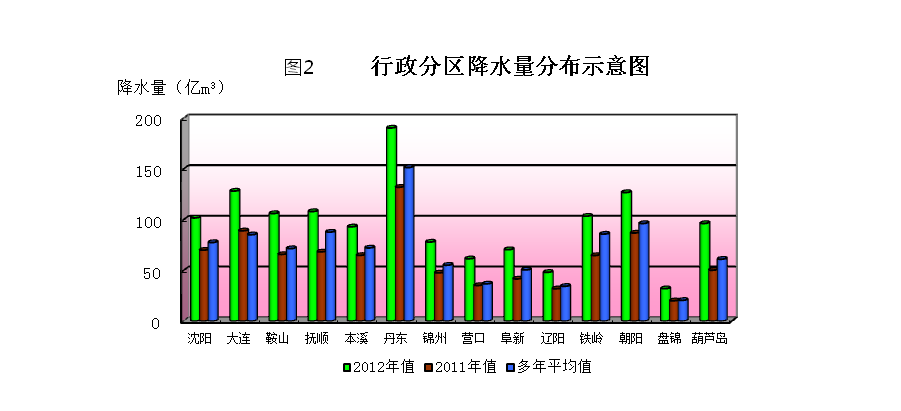 图2 行政分区降水量分布示意图
降水量（亿m³）
200
150
100
50
0
沈阳 大连 鞍山 抚顺 本溪 丹东 锦州 营口 阜新 辽阳 铁岭 朝阳 盘锦 葫芦岛
2012年值 2011年值 多年平均值